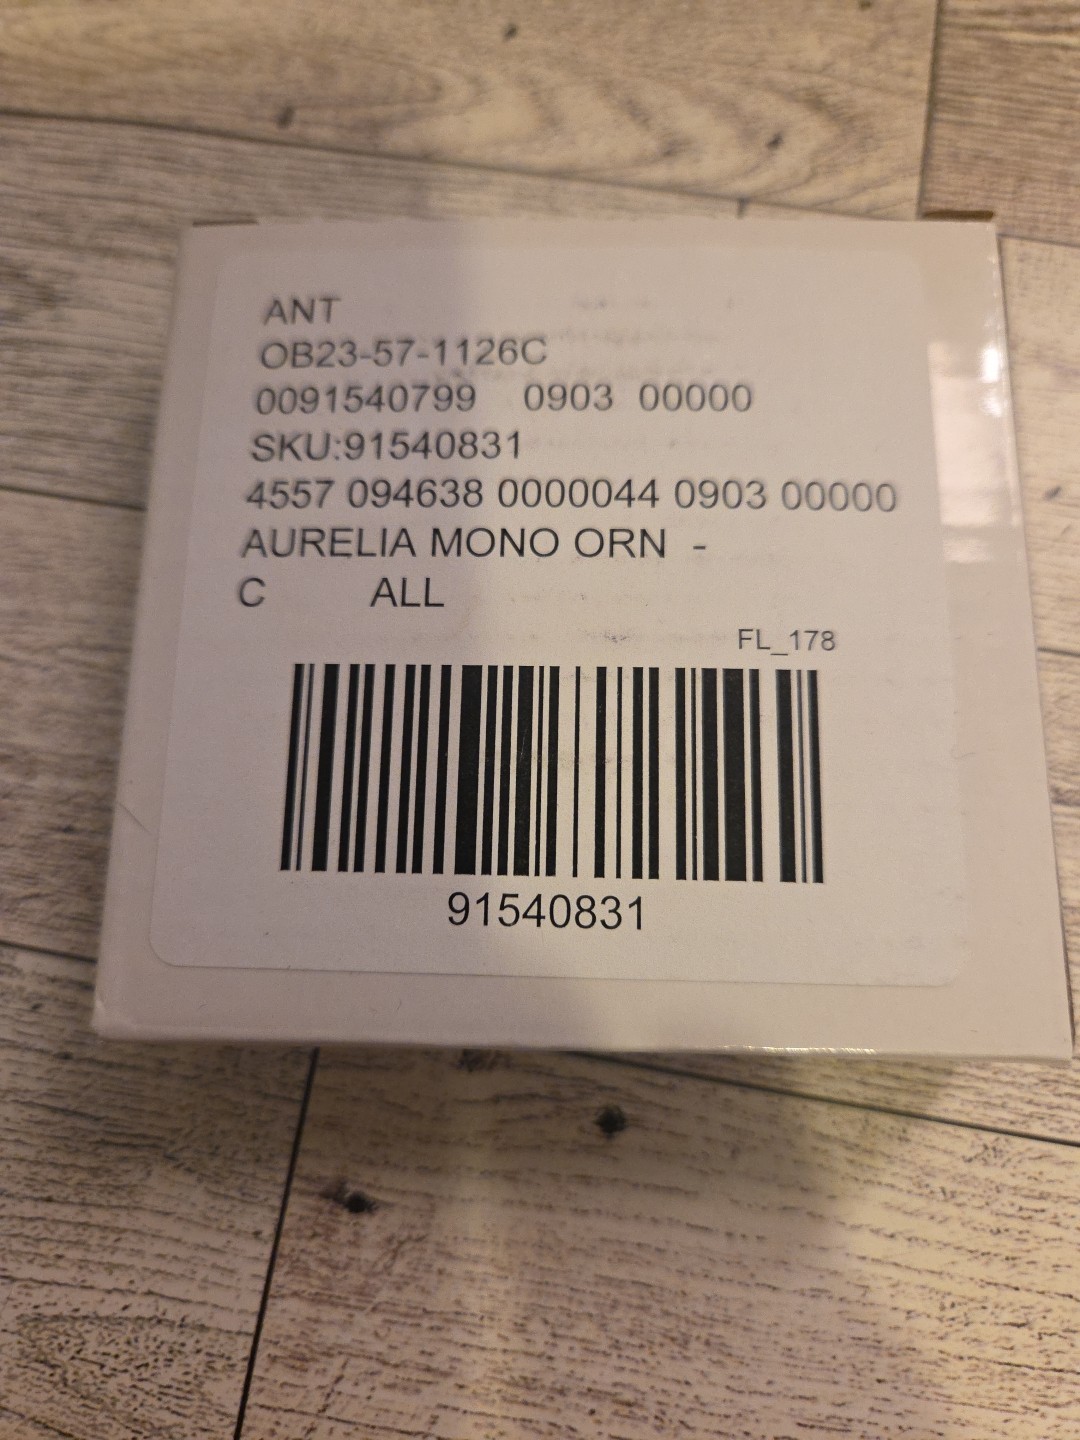 ANT
OB23-57-1126C
0091540799 0903 00000
SKU:91540831
4557 094638 0000044 0903 00000
AURELIA MONO ORN -
C ALL
FL_178
91540831